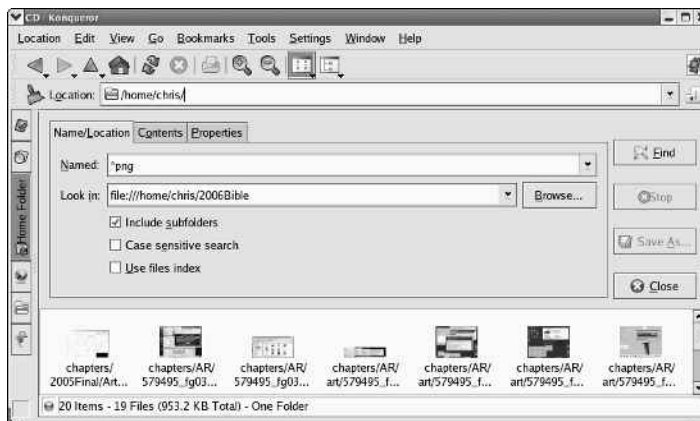 CD - Konqueror
Location Edit View Go Bookmarks Tools Settings Window Help
Location: /home/chris/
Name/Location Contents Properties
Named: *png
Find
Look in: file:///home/chris/2006Bible Browse...
Stop
Include subfolders
Case sensitive search
Save As...
Use files index
Close
Home Folder
chapters/ chapters/AR/ chapters/AR/ chapters/AR/ chapters/AR/ chapters/AR/ chapters/AR/
2005Final/Art... 579495_fg03... 579495_fg03... art/579495_f... art/579495_f... art/579495_f... art/579495_f...
20 Items - 19 Files (953.2 KB Total) - One Folder